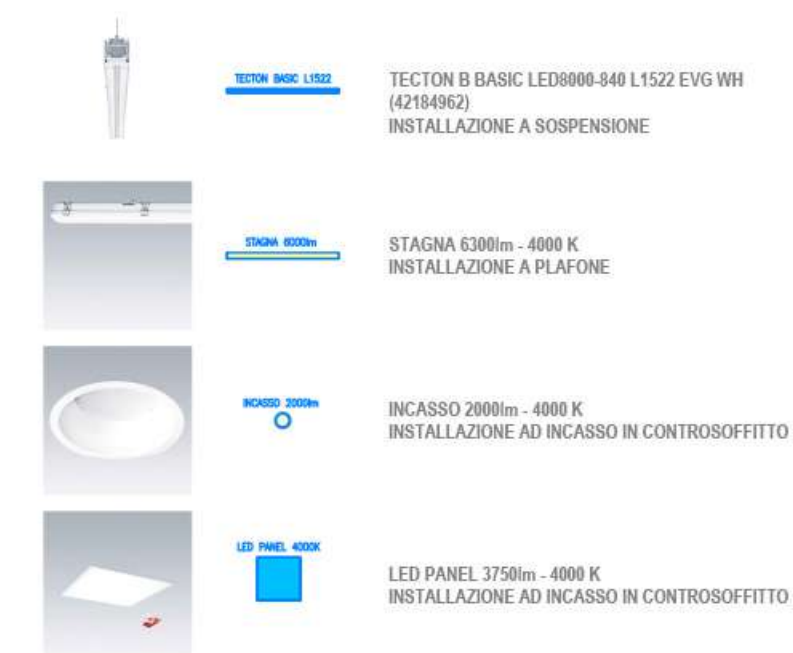 TECTON BASIC L1522
TECTON B BASIC LED8000-840 L1522 EVG WH
(42184962)
INSTALLAZIONE A SOSPENSIONE
STAGNA 6000lm
STAGNA 6300lm - 4000 K
INSTALLAZIONE A PLAFONE
INCASSO 2000lm
INCASSO 2000lm - 4000 K
INSTALLAZIONE AD INCASSO IN CONTROSOFFITTO
LED PANEL 4000K
LED PANEL 3750lm - 4000 K
INSTALLAZIONE AD INCASSO IN CONTROSOFFITTO